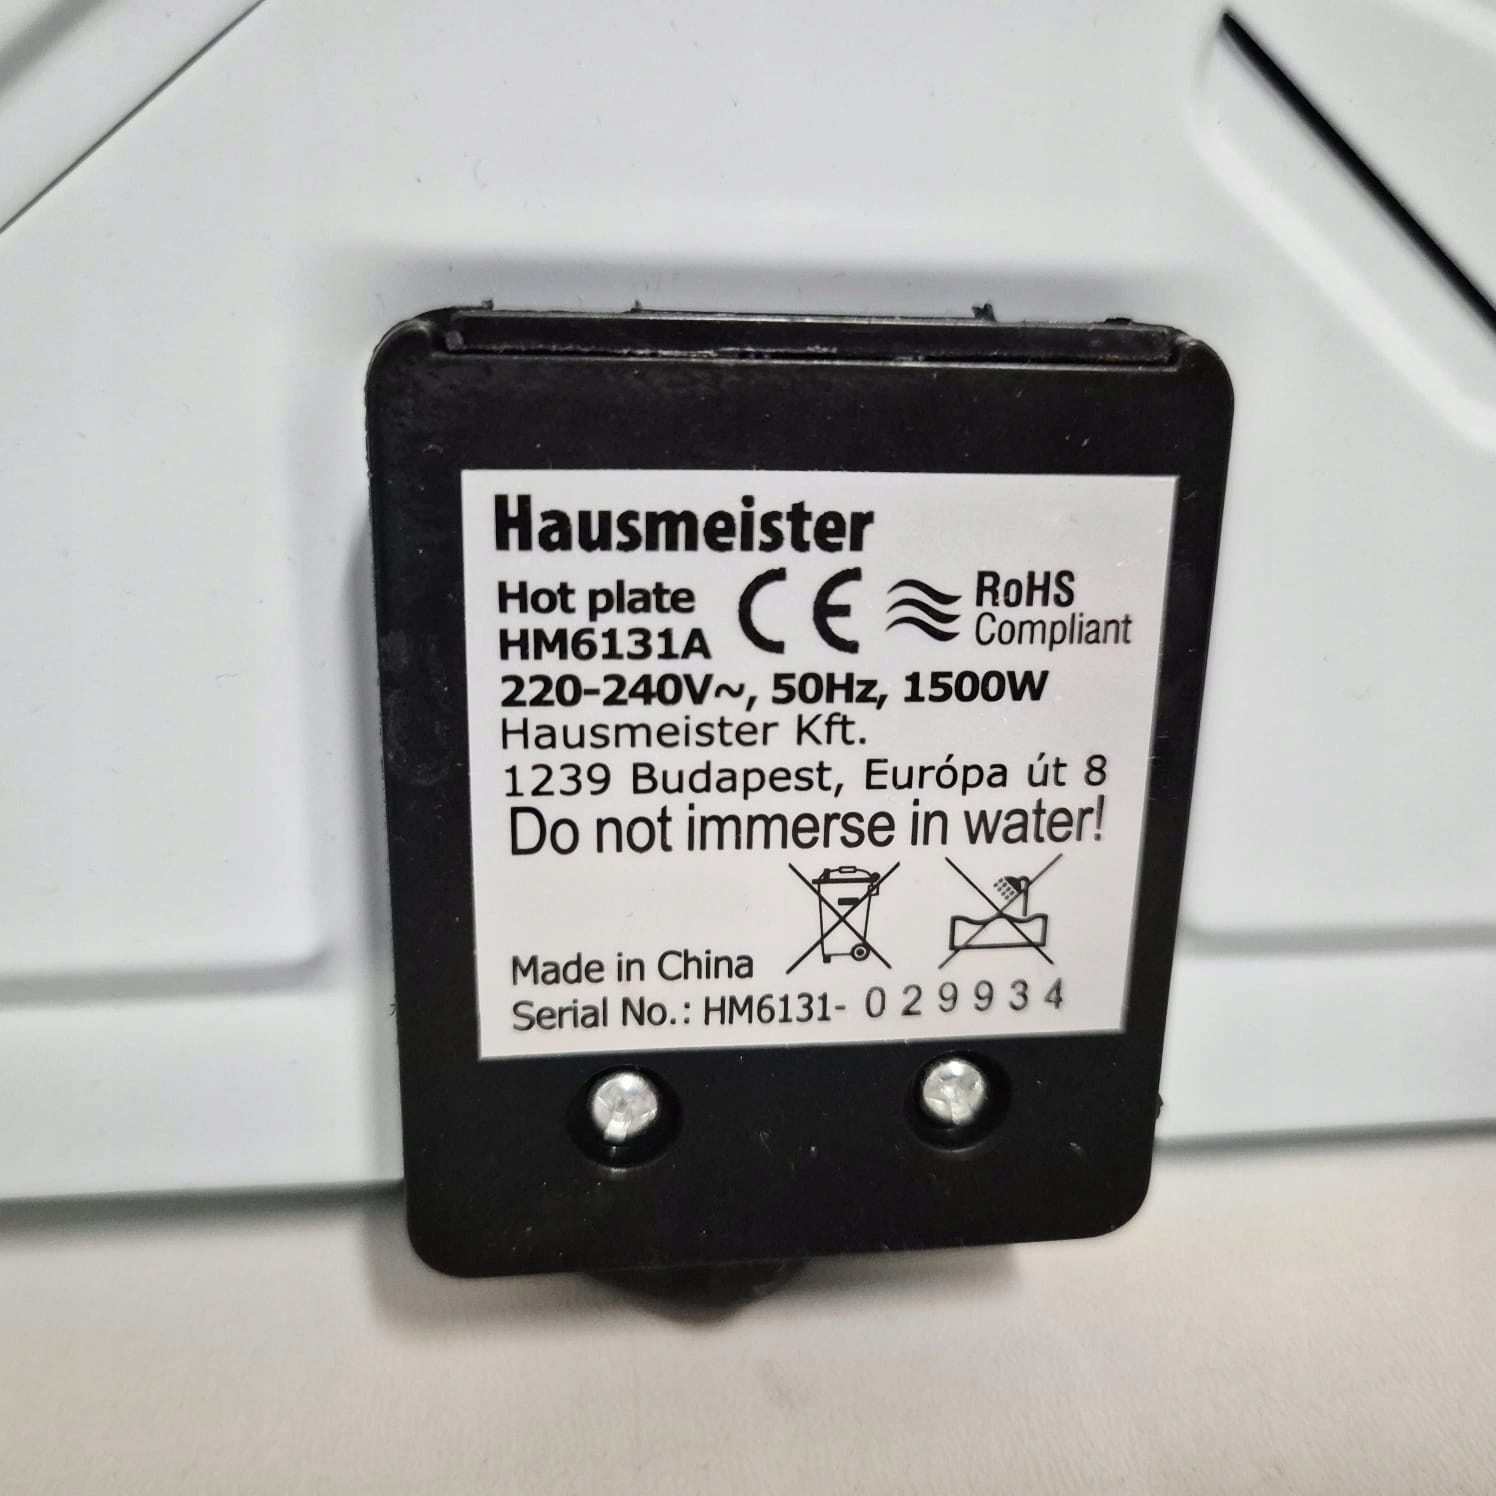 Hausmeister
Hot plate
HM6131A
CE
RoHS
Compliant
220-240V~, 50Hz, 1500W
Hausmeister Kft.
1239 Budapest, Európa út 8
Do not immerse in water!
Made in China
Serial No.: HM6131- 029934